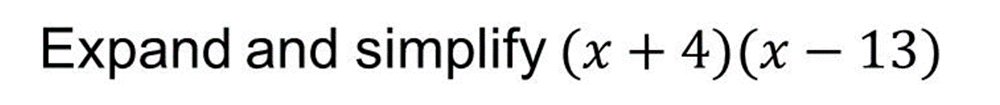 Expand and simplify (x + 4)(x − 13)